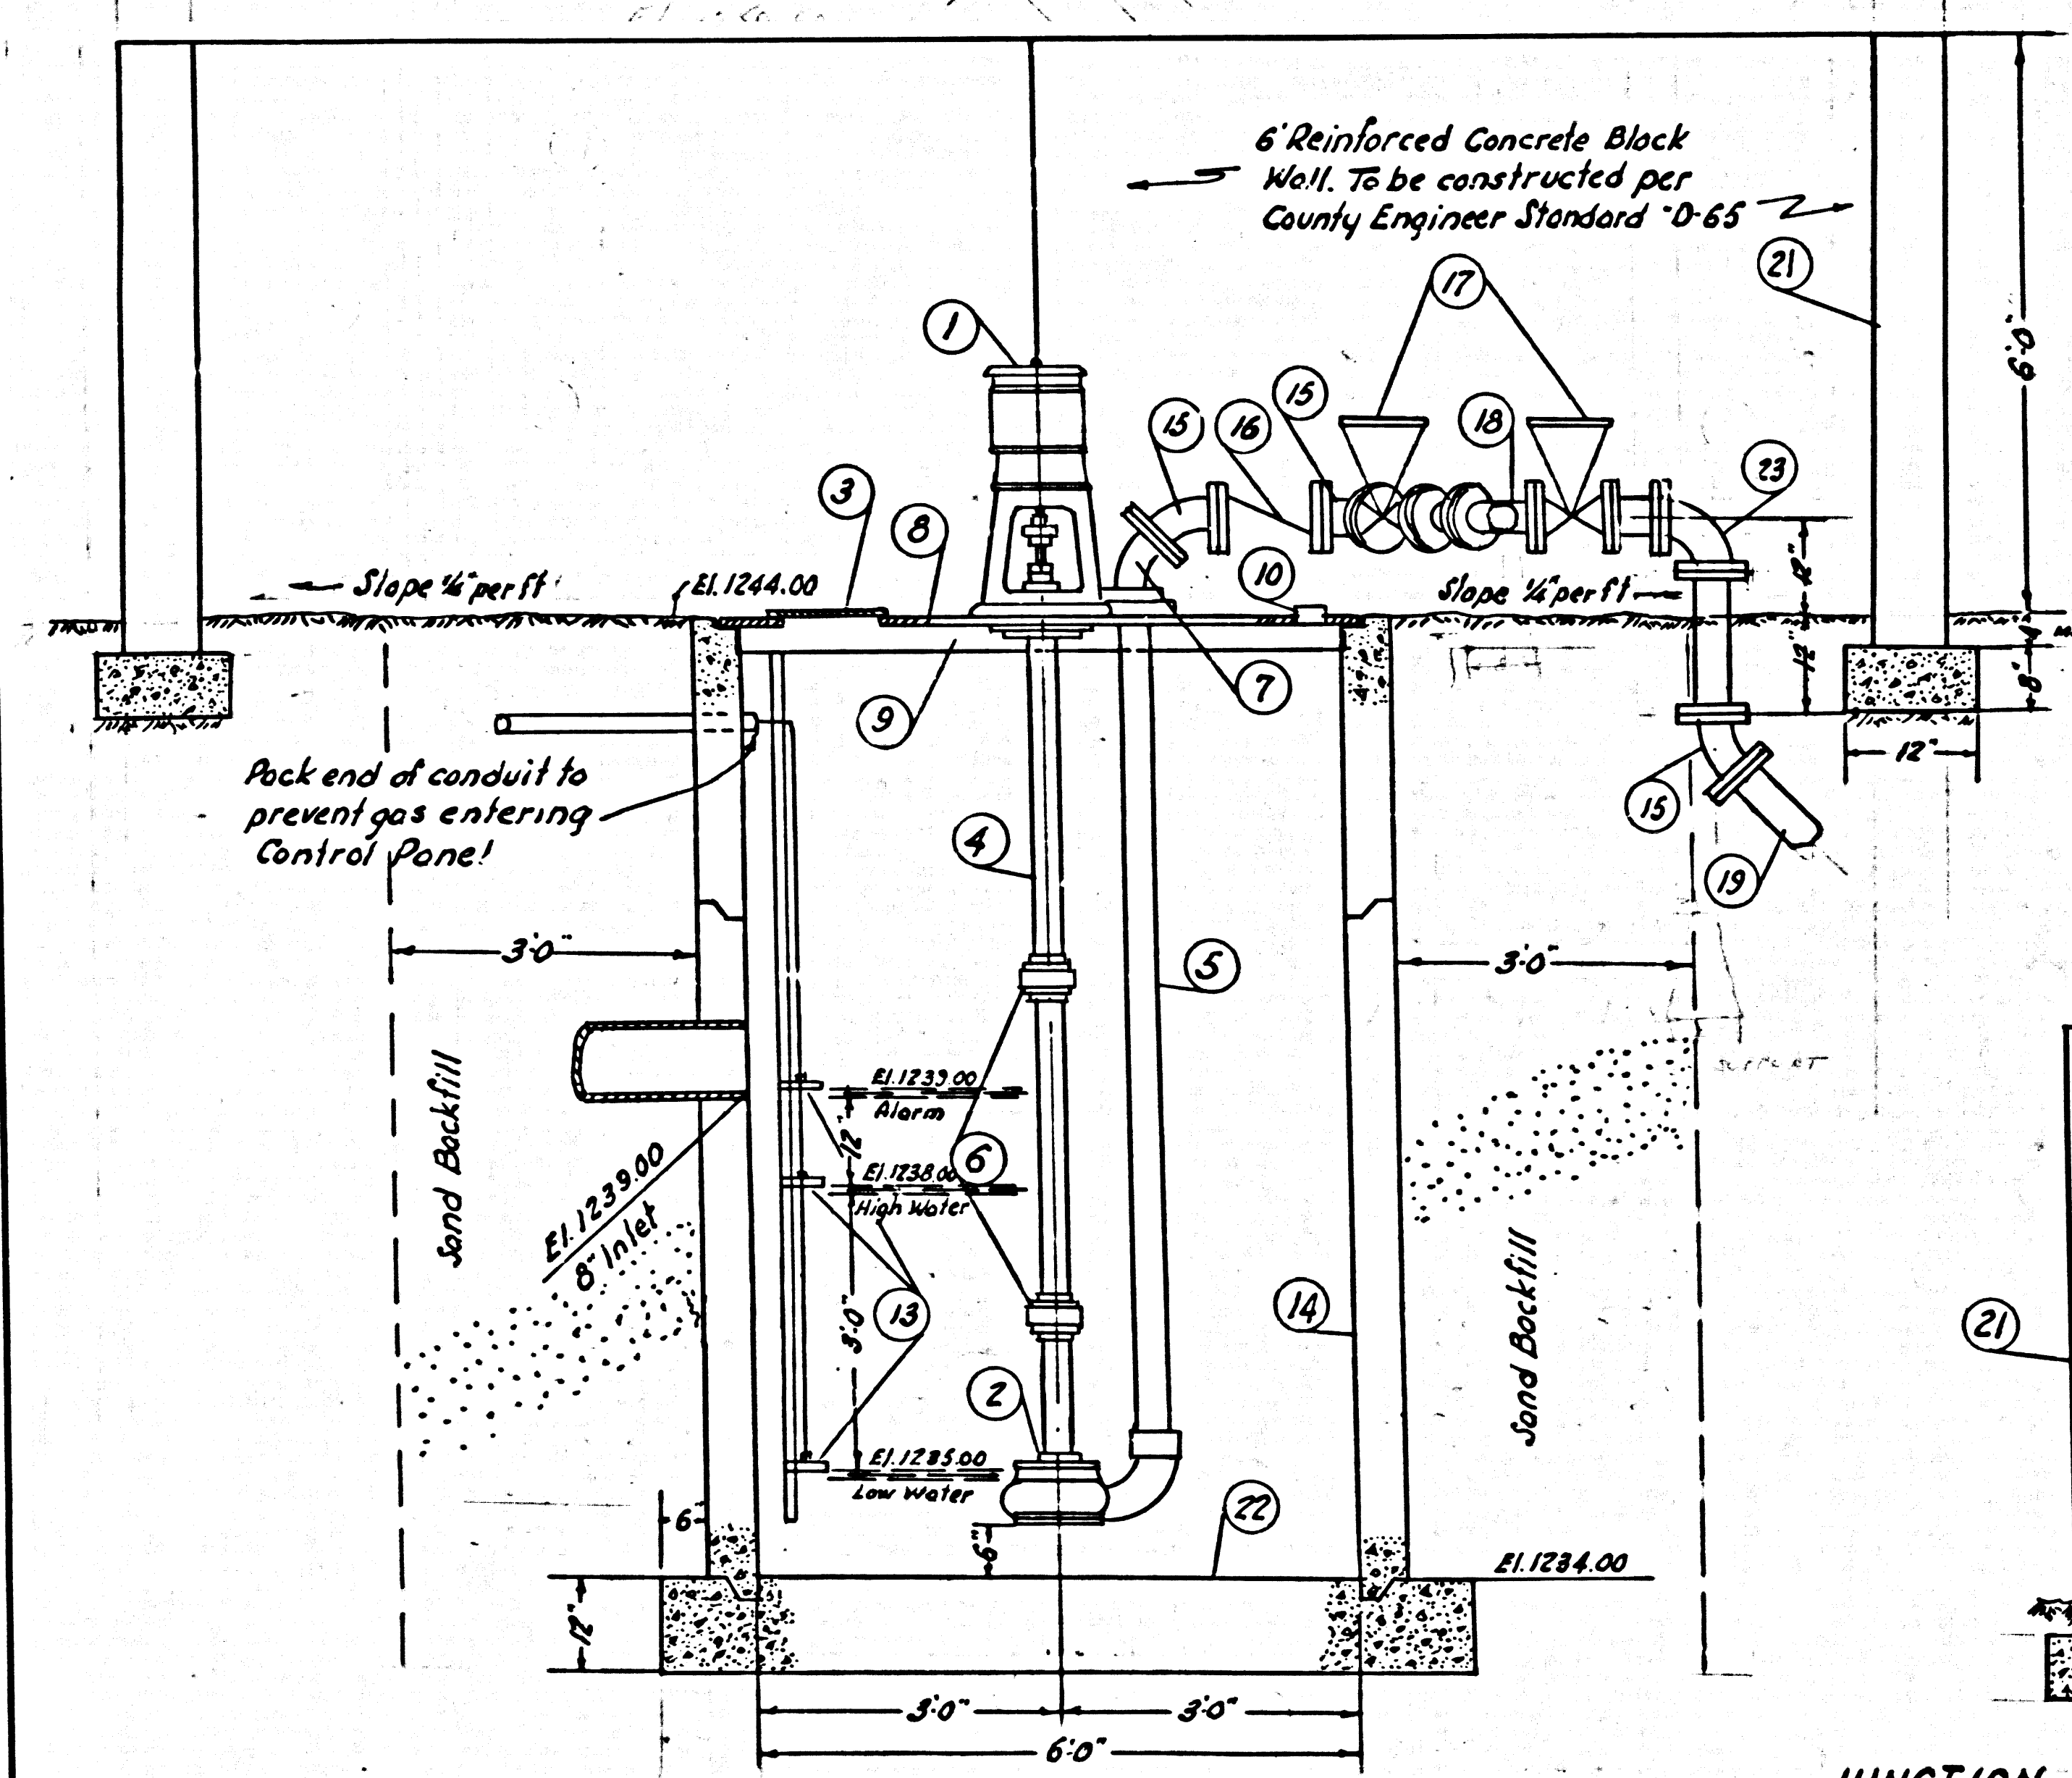 6' Reinforced Concrete Block
Wall. To be constructed per
County Engineer Standard D-65
21
17
1
6'0"
15
15
16
18
23
3
8
10
Slope 1/4" per ft
El. 1244.00
Slope 1/4" per ft
12"
12"
4"
8"
7
9
12"
Pack end of conduit to
prevent gas entering
Control Panel
15
4
19
3'0"
5
3'0"
Sand Backfill
El. 1239.00
Alarm
12"
6
El. 1238.00
High Water
El. 1239.00
8" Inlet
Sand Backfill
13
3'0"
14
21
2
El. 1235.00
Low Water
22
6"
6"
El. 1234.00
12"
3'0"
3'0"
6'0"
JUNCTION